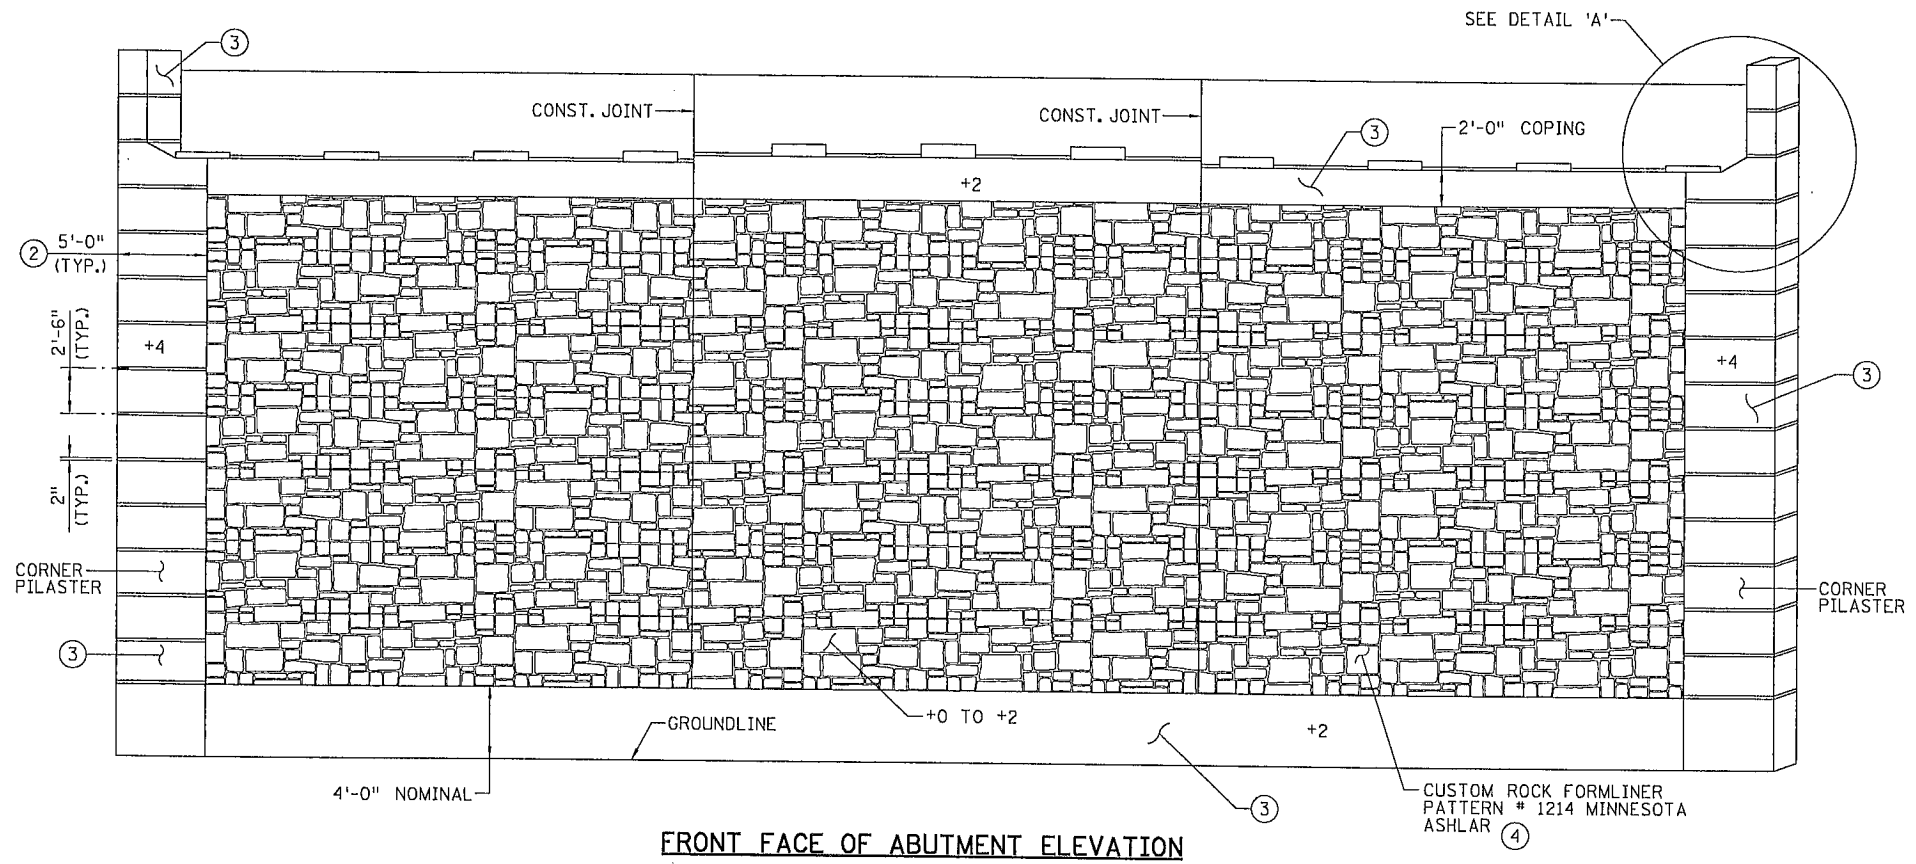 SEE DETAIL 'A'
3
CONST. JOINT
CONST. JOINT
3
2'-0" COPING
+2
2
5'-0"
(TYP.)
2'-6"
(TYP.)
+4
+4
3
2"
(TYP.)
CORNER
PILASTER
CORNER
PILASTER
3
GROUNDLINE
+0 TO +2
+2
4'-0" NOMINAL
3
CUSTOM ROCK FORMLINER
PATTERN # 1214 MINNESOTA
ASHLAR 4
FRONT FACE OF ABUTMENT ELEVATION